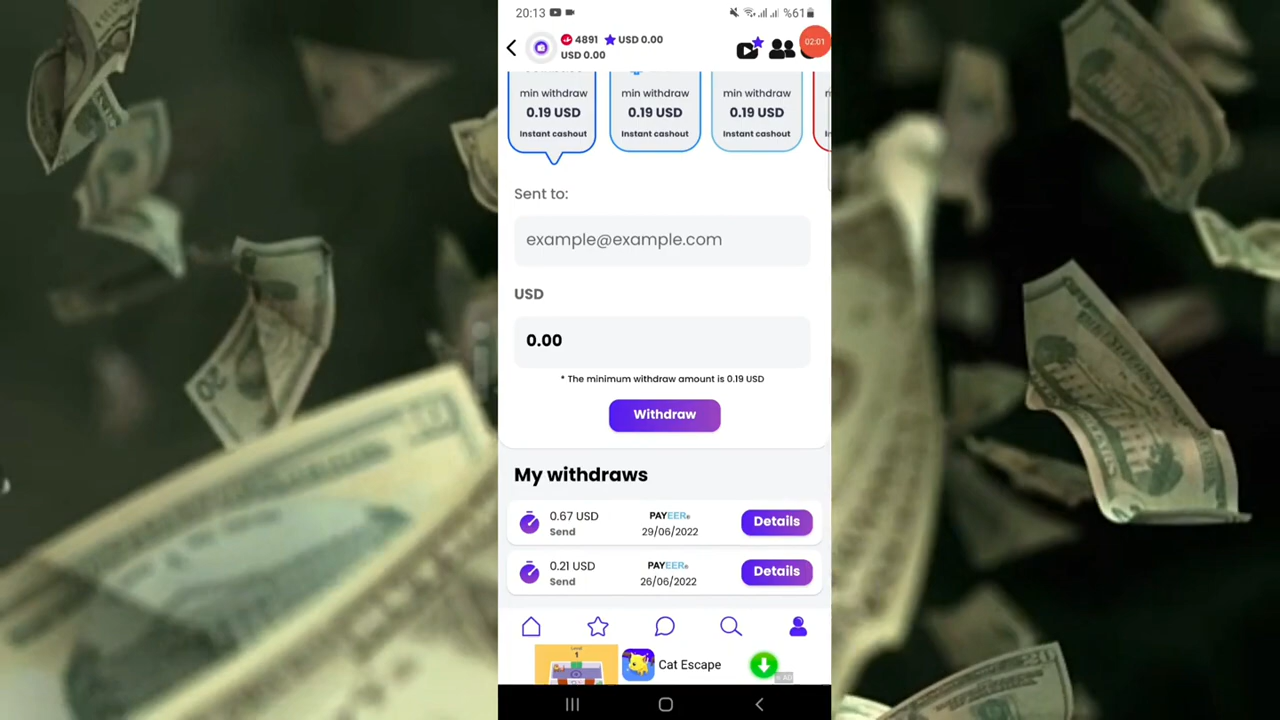 20:13
%61
4891 USD 0.00
USD 0.00
02:01
min withdraw min withdraw min withdraw
0.19 USD 0.19 USD 0.19 USD
Instant cashout Instant cashout Instant cashout
Sent to:
example@example.com
USD
0.00
* The minimum withdraw amount is 0.19 USD
Withdraw
My withdraws
0.67 USD PAYEER® Details
Send 29/06/2022
0.21 USD PAYEER® Details
Send 26/06/2022
Level
1
Cat Escape
Ad